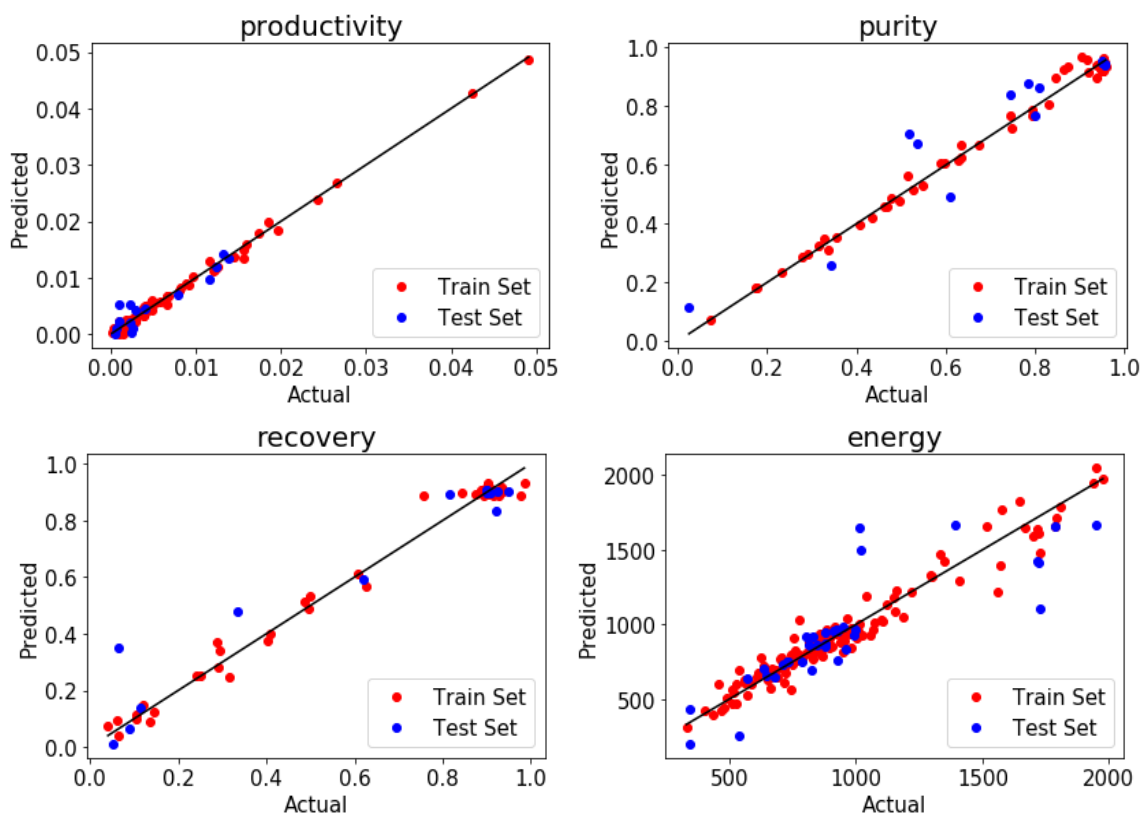 productivity
0.05
0.04
0.03
0.02
0.01
0.00
Predicted
Train Set
Test Set
0.00 0.01 0.02 0.03 0.04 0.05
Actual
purity
1.0
0.8
0.6
0.4
0.2
0.0
Predicted
Train Set
Test Set
0.0 0.2 0.4 0.6 0.8 1.0
Actual
recovery
1.0
0.8
0.6
0.4
0.2
0.0
Predicted
Train Set
Test Set
0.0 0.2 0.4 0.6 0.8 1.0
Actual
energy
2000
1500
1000
500
Predicted
Train Set
Test Set
500 1000 1500 2000
Actual